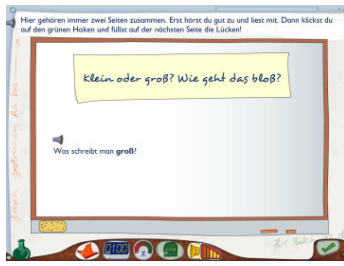 Hier gehören immer zwei Seiten zusammen. Erst hörst du gut zu und liest mit. Dann klickst du
auf den grünen Haken und füllst auf der nächsten Seite die Lücken!
Klein oder groß? Wie geht das bloß?
Was schreibt man groß?